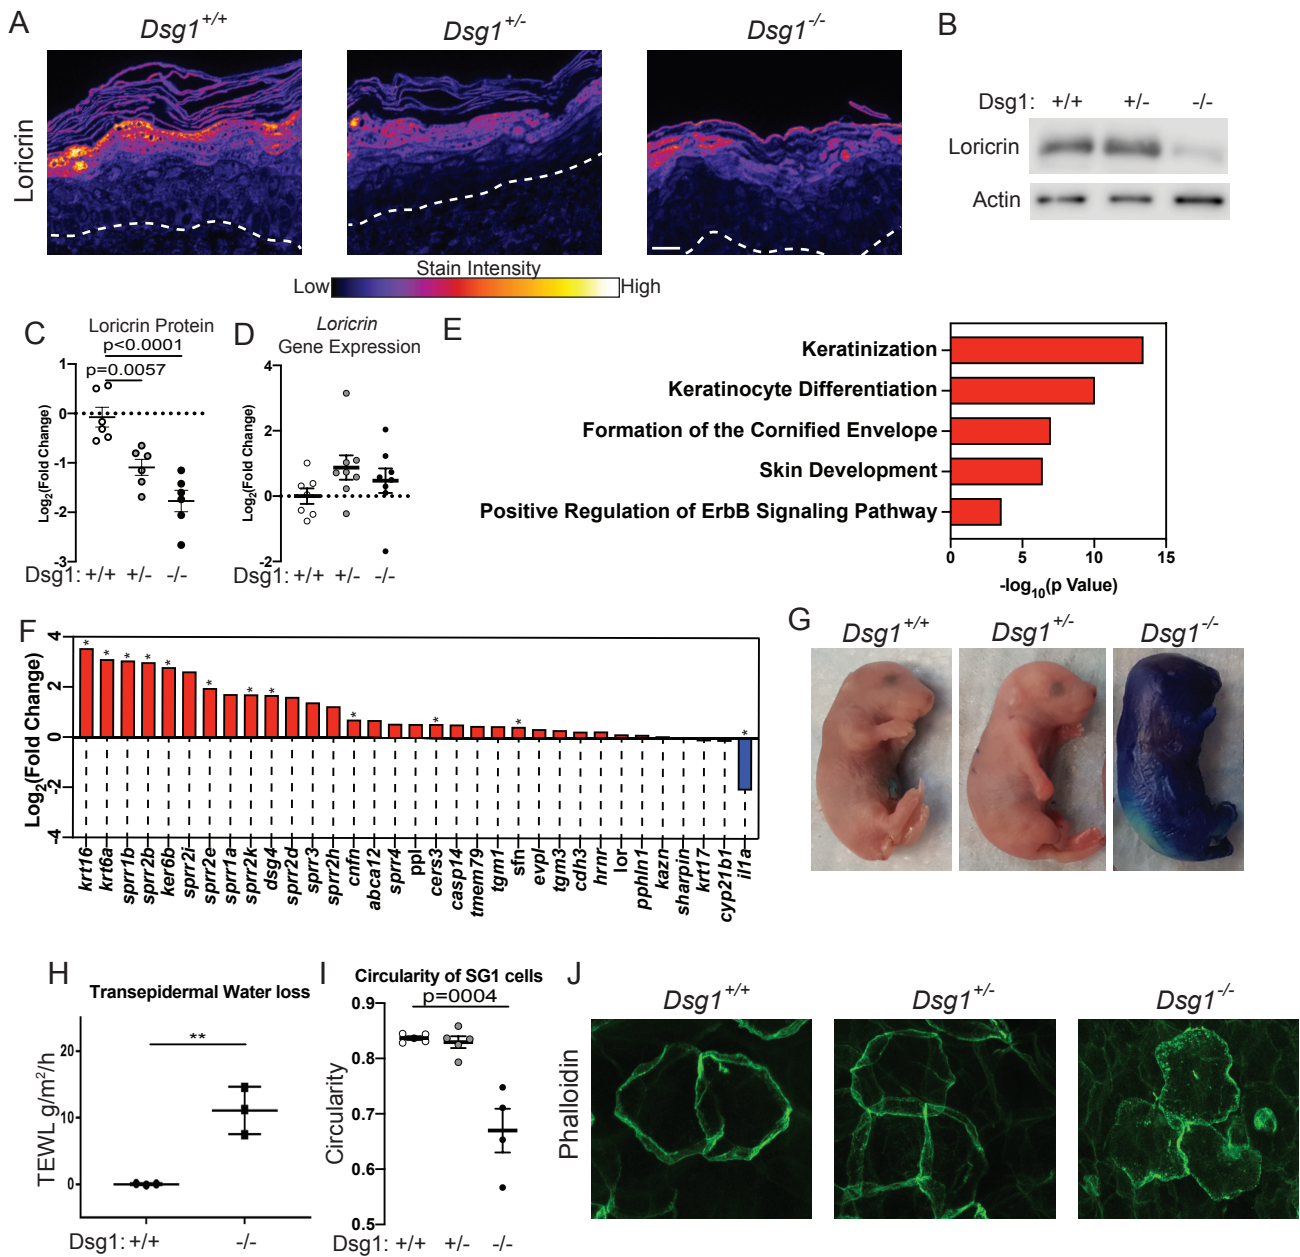 A
Dsg1+/+
Dsg1+/-
Dsg1-/-
Loricrin
Stain Intensity
Low
High
B
Dsg1: +/+ +/- -/-
Loricrin
Actin
C
Loricrin Protein
p<0.0001
p=0.0057
Log2(Fold Change)
1
0
-1
-2
-3
Dsg1: +/+ +/- -/-
D
Loricrin
Gene Expression
Log2(Fold Change)
4
2
0
-2
Dsg1: +/+ +/- -/-
E
Keratinization
Keratinocyte Differentiation
Formation of the Cornified Envelope
Skin Development
Positive Regulation of ErbB Signaling Pathway
0 5 10 15
-log10(p Value)
F
Log2(Fold Change)
4
2
0
-2
-4
* * * * * * * * * * * *
krt16
krt6a
sprr1b
sprr2b
ker6b
sprr2i
sprr2e
sprr1a
sprr2k
dsg4
sprr2d
sprr3
sprr2h
cnfn
abca12
sprr4
ppl
cers3
casp14
tmem79
tgm1
sfn
evpl
tgm3
cdh3
hrnr
lor
pphln1
kazn
sharpin
krt17
cyp21b1
il1a
G
Dsg1+/+
Dsg1+/-
Dsg1-/-
H
Transepidermal Water loss
**
TEWL g/m2/h
20
10
0
Dsg1: +/+ -/-
I
Circularity of SG1 cells
p=0004
Circularity
0.9
0.8
0.7
0.6
0.5
Dsg1: +/+ +/- -/-
J
Dsg1+/+
Dsg1+/-
Dsg1-/-
Phalloidin